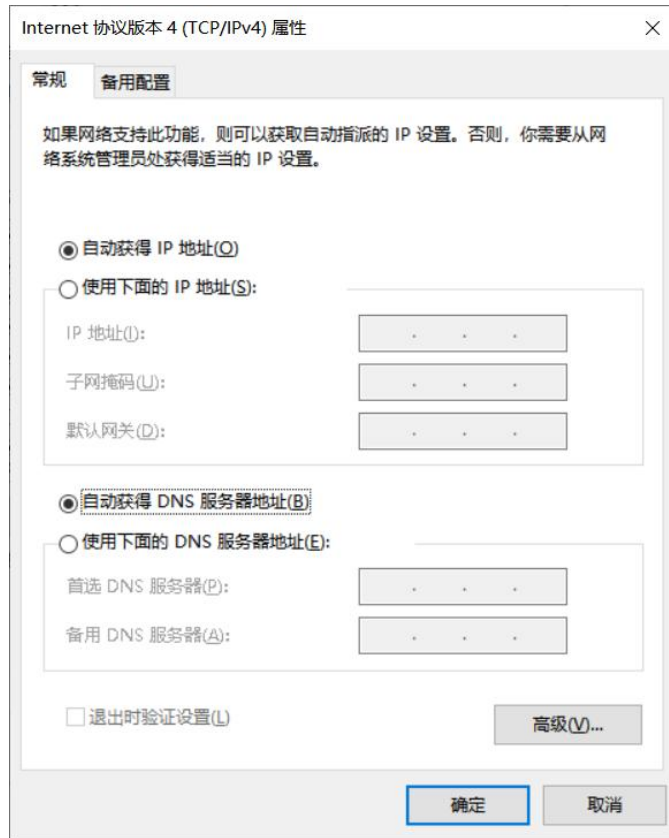 Internet 协议版本 4 (TCP/IPv4) 属性
常规
备用配置
如果网络支持此功能，则可以获取自动指派的 IP 设置。否则，你需要从网
络系统管理员处获得适当的 IP 设置。
自动获得 IP 地址(O)
使用下面的 IP 地址(S):
IP 地址(I):
子网掩码(U):
默认网关(D):
自动获得 DNS 服务器地址(B)
使用下面的 DNS 服务器地址(E):
首选 DNS 服务器(P):
备用 DNS 服务器(A):
退出时验证设置(L)
高级(V)...
确定
取消